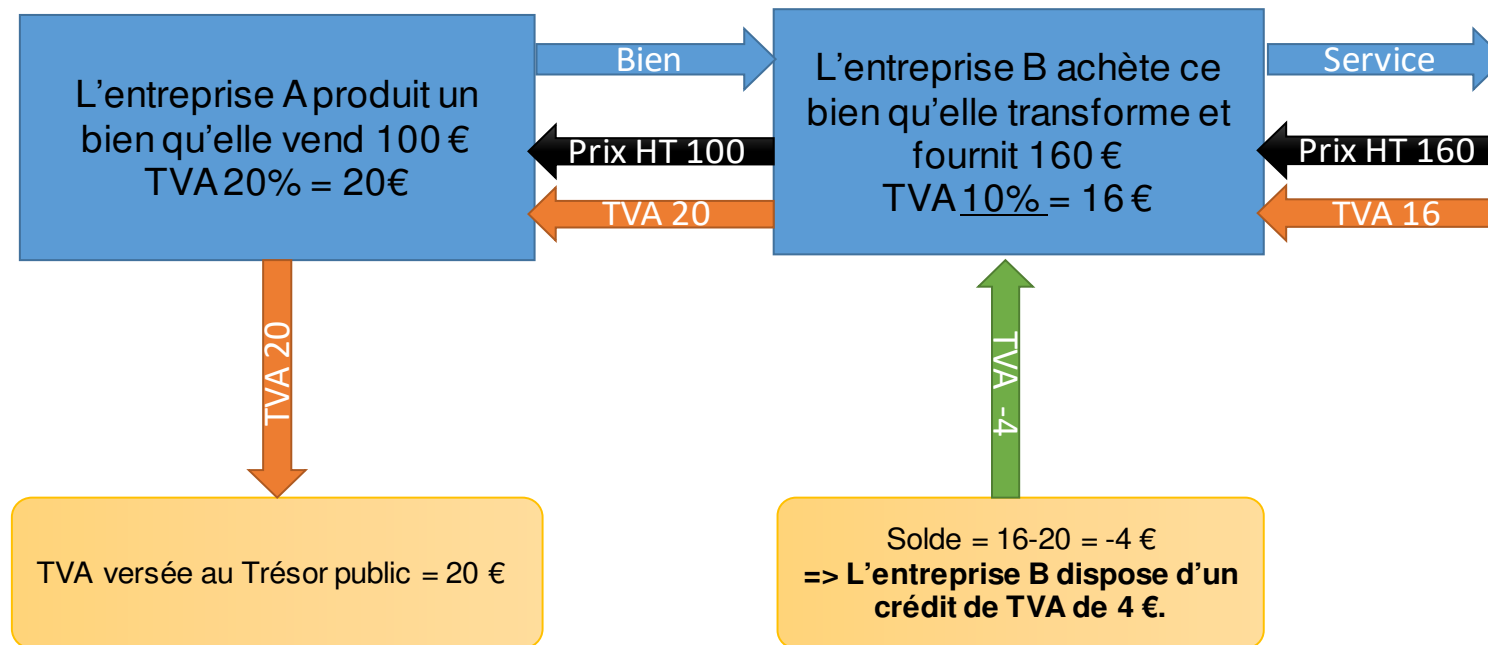 L'entreprise A produit un
bien qu'elle vend 100 €
TVA 20% = 20€
Bien
Prix HT 100
TVA 20
L'entreprise B achète ce
bien qu'elle transforme et
fournit 160 €
TVA 10% = 16 €
Service
Prix HT 160
TVA 16
TVA 20
TVA -4
TVA versée au Trésor public = 20 €
Solde = 16-20 = -4 €
=> L'entreprise B dispose d'un
crédit de TVA de 4 €.